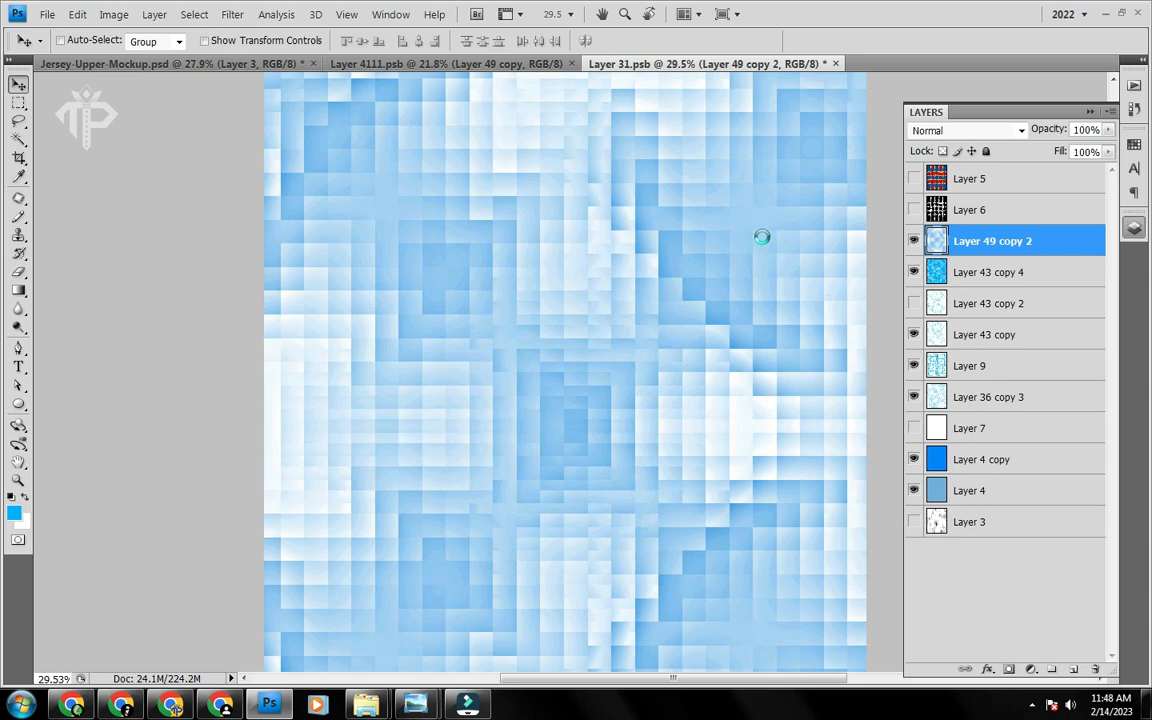 Ps File Edit Image Layer Select Filter Analysis 3D View Window Help Br 29.5 2022
Auto-Select: Group Show Transform Controls
Jersey-Upper-Mockup.psd @ 27.9% (Layer 3, RGB/8) * × Layer 4111.psb @ 21.8% (Layer 49 copy, RGB/8) × Layer 31.psb @ 29.5% (Layer 49 copy 2, RGB/8) * ×
LAYERS
Normal Opacity: 100%
Lock: Fill: 100%
Layer 5
Layer 6
Layer 49 copy 2
Layer 43 copy 4
Layer 43 copy 2
Layer 43 copy
Layer 9
Layer 36 copy 3
Layer 7
Layer 4 copy
Layer 4
Layer 3
29.53% Doc: 24.1M/224.2M
Ps
11:48 AM
2/14/2023